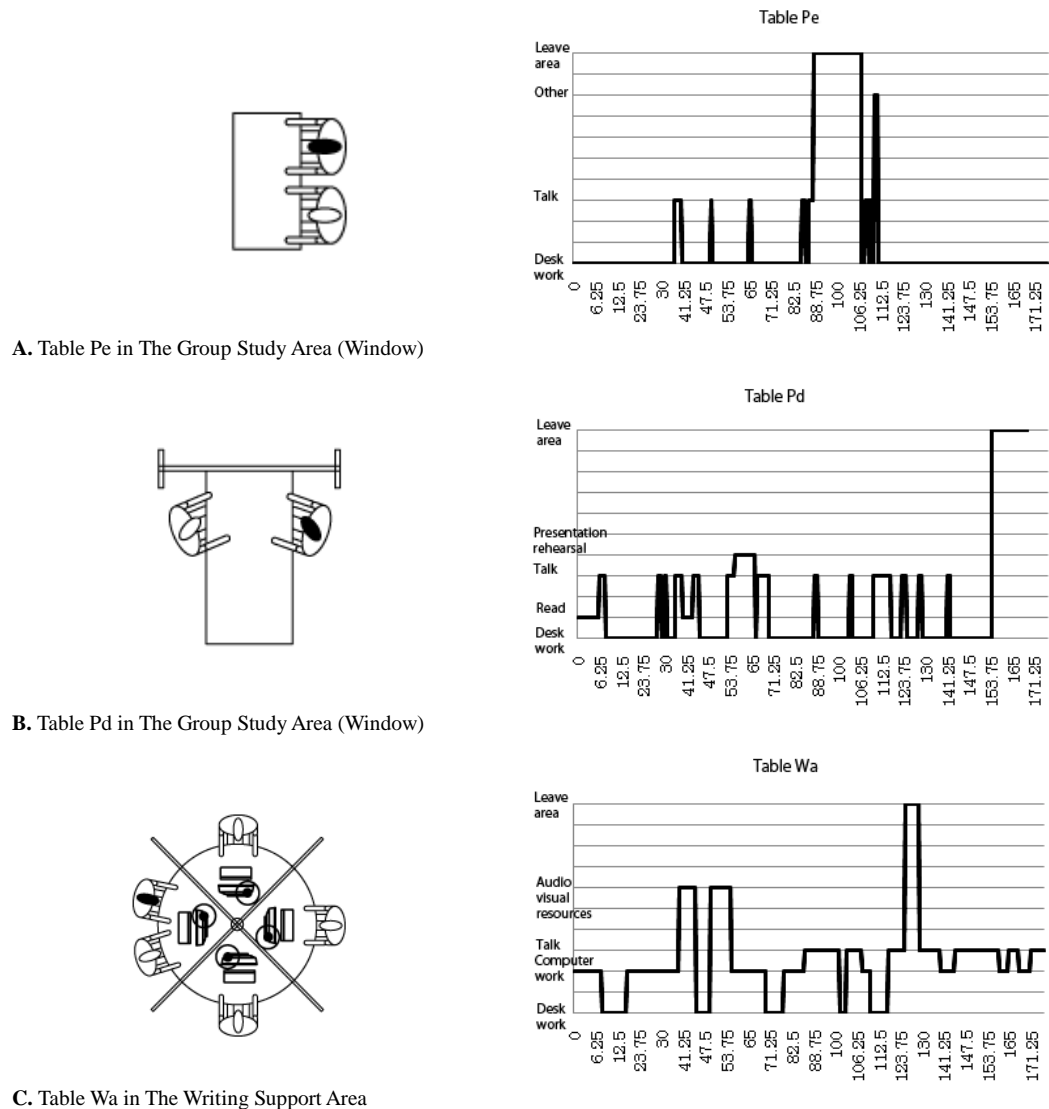 Table Pe
Leave
area
Other
Talk
Desk
work
0
6.25
12.5
23.75
30
41.25
47.5
53.75
65
71.25
82.5
88.75
100
106.25
112.5
123.75
130
141.25
147.5
153.75
165
171.25
A. Table Pe in The Group Study Area (Window)
Table Pd
Leave
area
Presentation
rehearsal
Talk
Read
Desk
work
0
6.25
12.5
23.75
30
41.25
47.5
53.75
65
71.25
82.5
88.75
100
106.25
112.5
123.75
130
141.25
147.5
153.75
165
171.25
B. Table Pd in The Group Study Area (Window)
Table Wa
Leave
area
Audio
visual
resources
Talk
Computer
work
Desk
work
0
6.25
12.5
23.75
30
41.25
47.5
53.75
65
71.25
82.5
88.75
100
106.25
112.5
123.75
130
141.25
147.5
153.75
165
171.25
C. Table Wa in The Writing Support Area